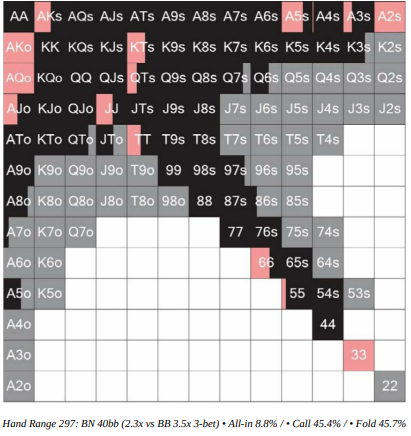 AA AKs AQs AJs ATs A9s A8s A7s A6s A5s A4s A3s A2s
AKo KK KQs KJs KTs K9s K8s K7s K6s K5s K4s K3s K2s
AQo KQo QQ QJs QTs Q9s Q8s Q7s Q6s Q5s Q4s Q3s Q2s
AJo KJo QJo JJ JTs J9s J8s J7s J6s J5s J4s J3s J2s
ATo KTo QTo JTo TT T9s T8s T7s T6s T5s T4s
A9o K9o Q9o J9o T9o 99 98s 97s 96s 95s
A8o K8o Q8o J8o T8o 98o 88 87s 86s 85s
A7o K7o Q7o 77 76s 75s 74s
A6o K6o 66 65s 64s
A5o K5o 55 54s 53s
A4o 44
A3o 33
A2o 22
Hand Range 297: BN 40bb (2.3x vs BB 3.5x 3-bet) • All-in 8.8% / • Call 45.4% / • Fold 45.7%